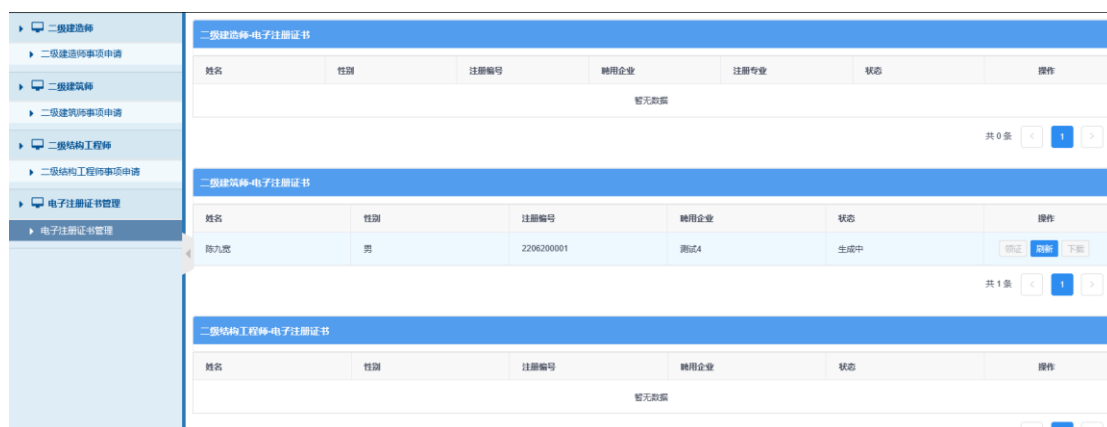 二级建造师
二级建造师事项申请
二级建筑师
二级建筑师事项申请
二级结构工程师
二级结构工程师事项申请
电子注册证书管理
电子注册证书管理
二级建造师-电子注册证书
姓名 性别 注册编号 聘用企业 注册专业 状态 操作
暂无数据
共 0 条 < 1 >
二级建筑师-电子注册证书
姓名 性别 注册编号 聘用企业 状态 操作
陈九宽 男 2206200001 测试4 生成中 领证 刷新 下载
共 1 条 < 1 >
二级结构工程师-电子注册证书
姓名 性别 注册编号 聘用企业 状态 操作
暂无数据